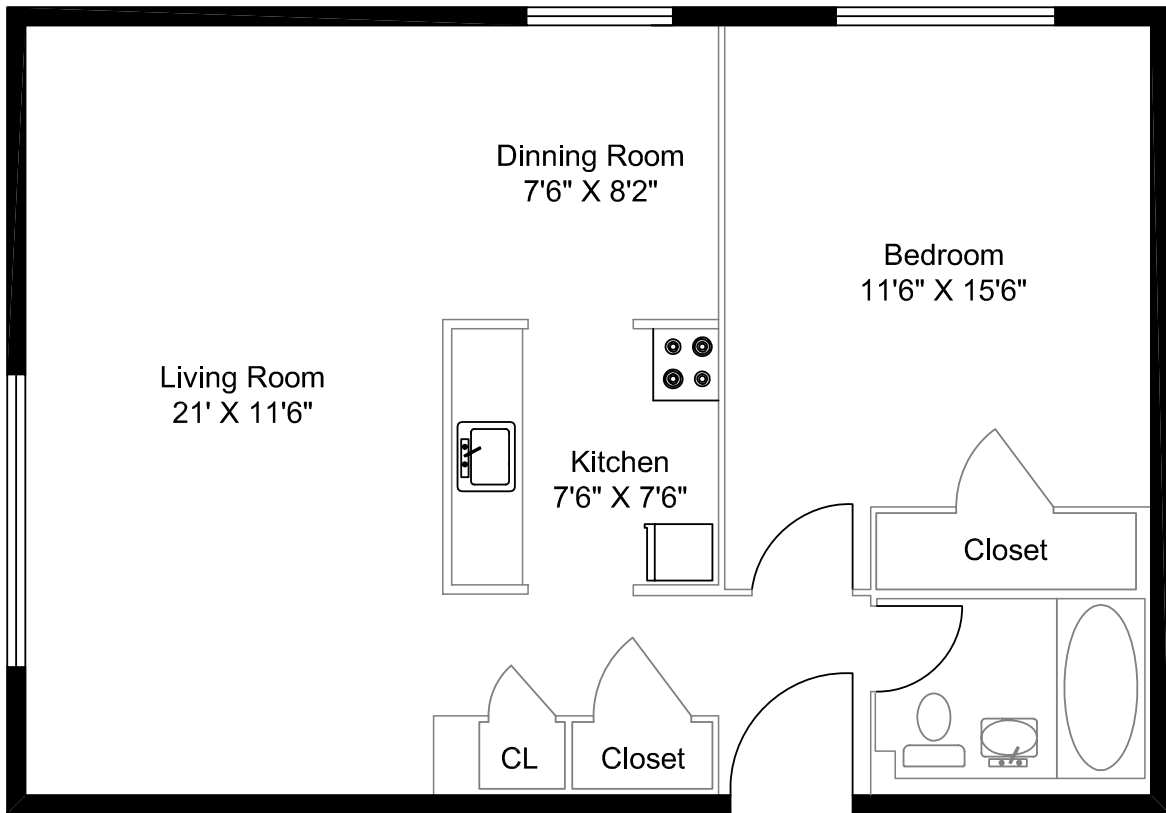 Dinning Room
7'6" X 8'2"
Bedroom
11'6" X 15'6"
Living Room
21' X 11'6"
Kitchen
7'6" X 7'6"
Closet
CL
Closet